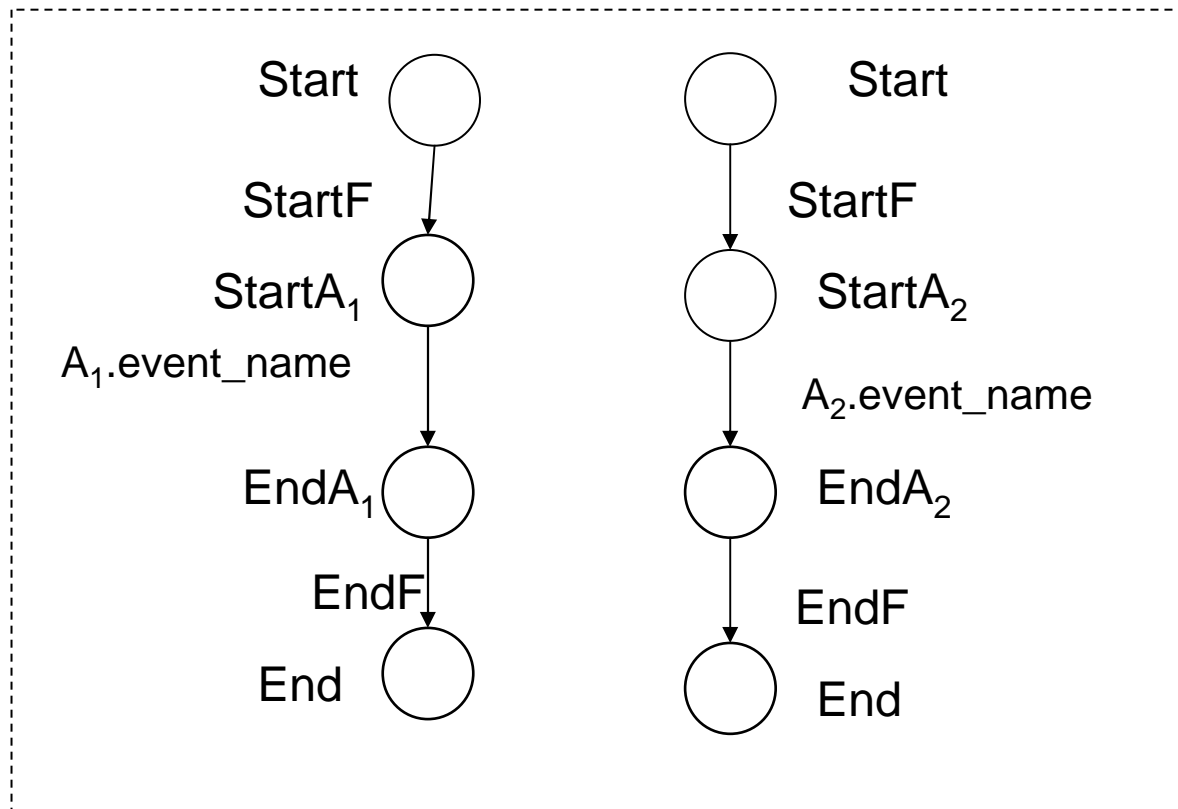 Start
StartF
StartA₁
A₁.event_name
EndA₁
EndF
End
Start
StartF
StartA₂
A₂.event_name
EndA₂
EndF
End